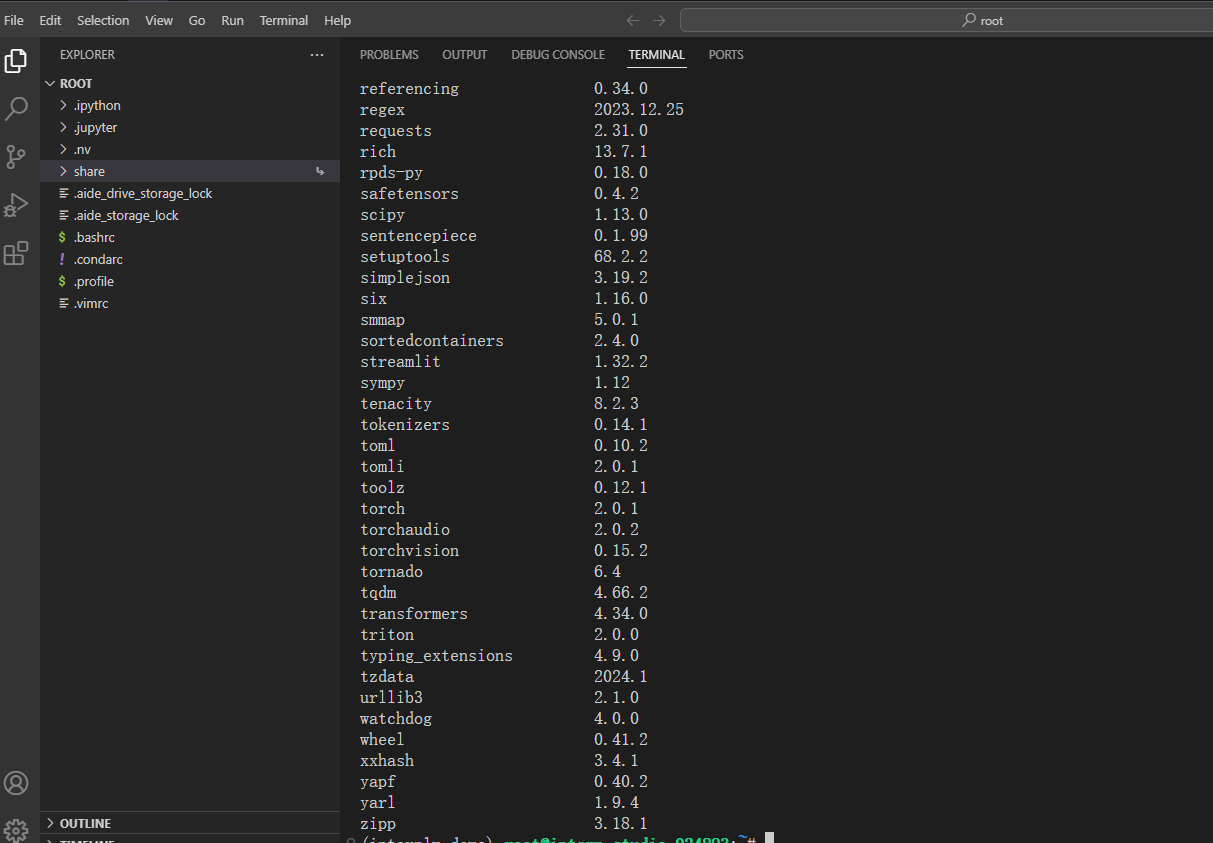 File Edit Selection View Go Run Terminal Help
root
EXPLORER
ROOT
.ipython
.jupyter
.nv
share
.aide_drive_storage_lock
.aide_storage_lock
$ .bashrc
! .condarc
$ .profile
.vimrc
OUTLINE
TIMELINE
PROBLEMS OUTPUT DEBUG CONSOLE TERMINAL PORTS
referencing 0.34.0
regex 2023.12.25
requests 2.31.0
rich 13.7.1
rpds-py 0.18.0
safetensors 0.4.2
scipy 1.13.0
sentencepiece 0.1.99
setuptools 68.2.2
simplejson 3.19.2
six 1.16.0
smmap 5.0.1
sortedcontainers 2.4.0
streamlit 1.32.2
sympy 1.12
tenacity 8.2.3
tokenizers 0.14.1
toml 0.10.2
tomli 2.0.1
toolz 0.12.1
torch 2.0.1
torchaudio 2.0.2
torchvision 0.15.2
tornado 6.4
tqdm 4.66.2
transformers 4.34.0
triton 2.0.0
typing_extensions 4.9.0
tzdata 2024.1
urllib3 2.1.0
watchdog 4.0.0
wheel 0.41.2
xxhash 3.4.1
yapf 0.40.2
yarl 1.9.4
zipp 3.18.1